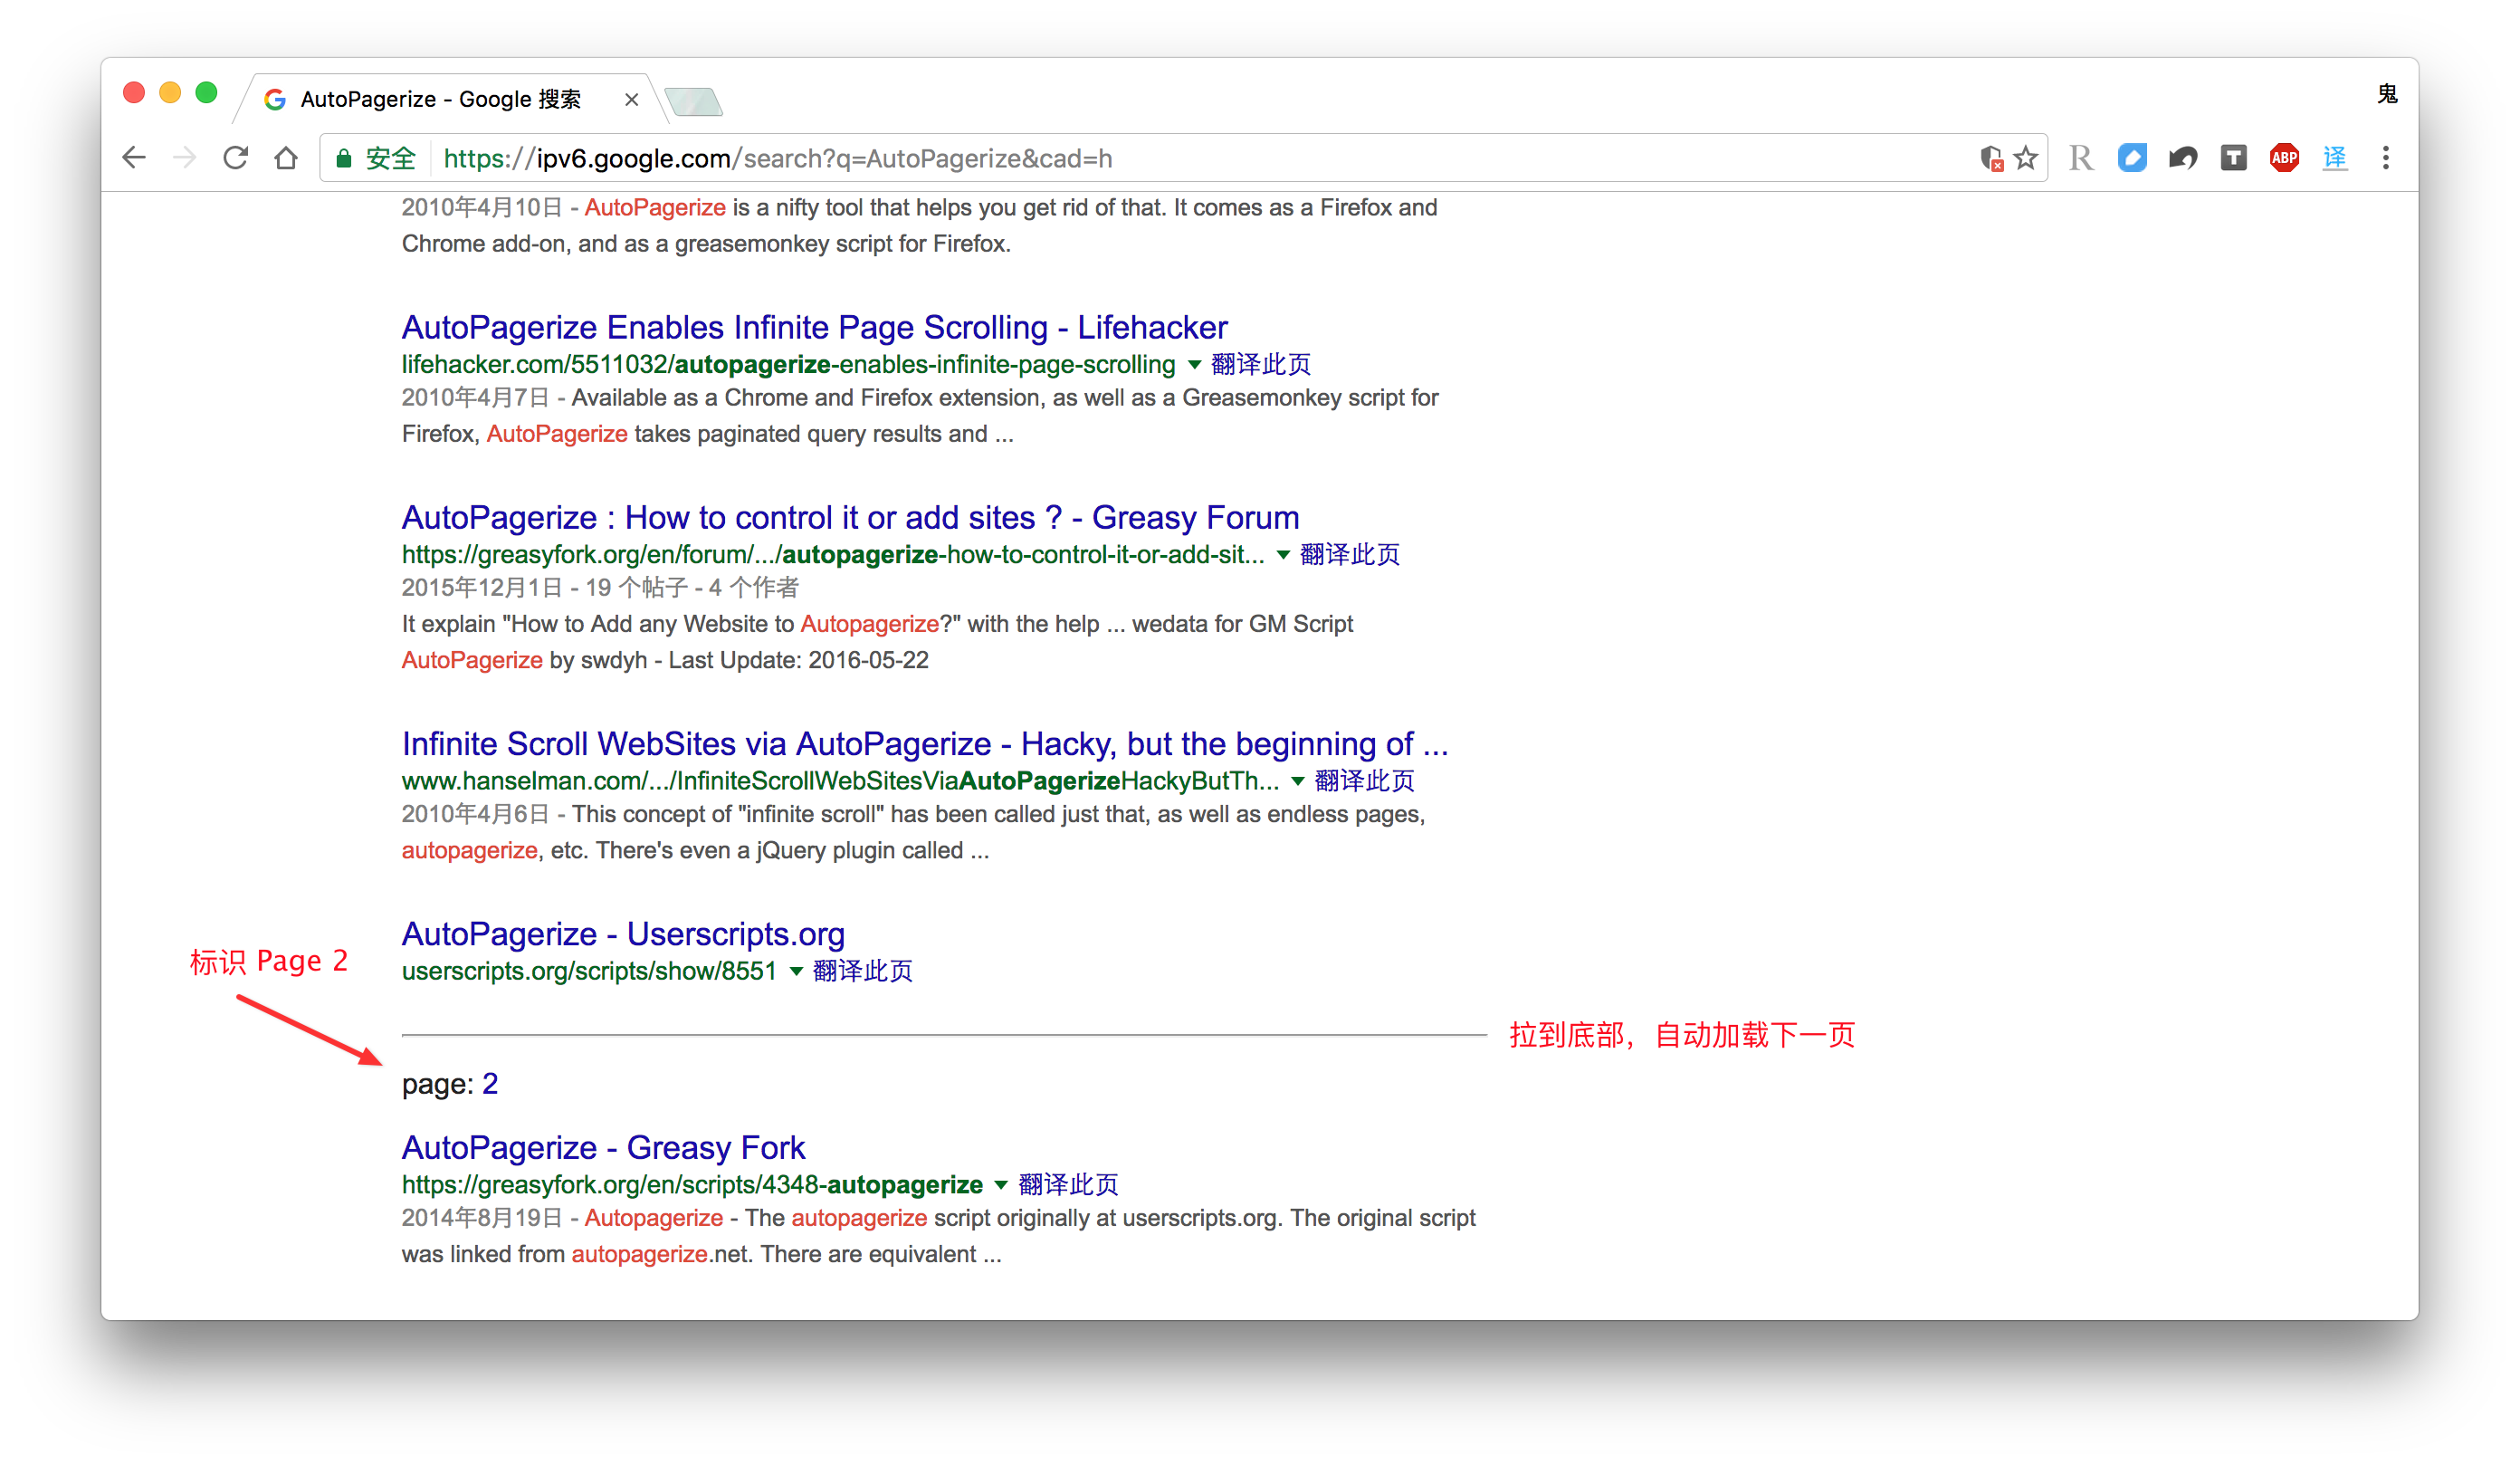 AutoPagerize - Google 搜索
鬼
安全 https://ipv6.google.com/search?q=AutoPagerize&cad=h
R T ABP 译
2010年4月10日 - AutoPagerize is a nifty tool that helps you get rid of that. It comes as a Firefox and
Chrome add-on, and as a greasemonkey script for Firefox.
AutoPagerize Enables Infinite Page Scrolling - Lifehacker
lifehacker.com/5511032/autopagerize-enables-infinite-page-scrolling 翻译此页
2010年4月7日 - Available as a Chrome and Firefox extension, as well as a Greasemonkey script for
Firefox, AutoPagerize takes paginated query results and ...
AutoPagerize : How to control it or add sites ? - Greasy Forum
https://greasyfork.org/en/forum/.../autopagerize-how-to-control-it-or-add-sit... 翻译此页
2015年12月1日 - 19 个帖子 - 4 个作者
It explain "How to Add any Website to Autopagerize?" with the help ... wedata for GM Script
AutoPagerize by swdyh - Last Update: 2016-05-22
Infinite Scroll WebSites via AutoPagerize - Hacky, but the beginning of ...
www.hanselman.com/.../InfiniteScrollWebSitesViaAutoPagerizeHackyButTh... 翻译此页
2010年4月6日 - This concept of "infinite scroll" has been called just that, as well as endless pages,
autopagerize, etc. There's even a jQuery plugin called ...
AutoPagerize - Userscripts.org
userscripts.org/scripts/show/8551 翻译此页
标识 Page 2
拉到底部，自动加载下一页
page: 2
AutoPagerize - Greasy Fork
https://greasyfork.org/en/scripts/4348-autopagerize 翻译此页
2014年8月19日 - Autopagerize - The autopagerize script originally at userscripts.org. The original script
was linked from autopagerize.net. There are equivalent ...